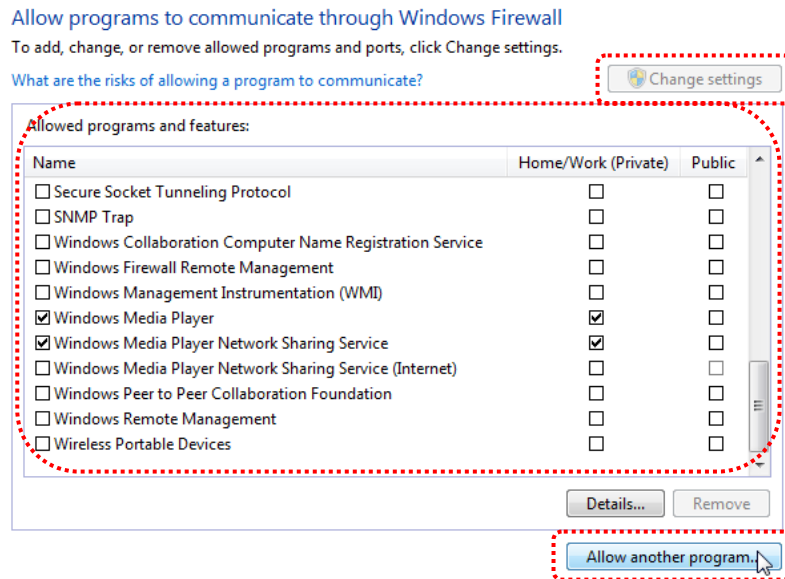 Allow programs to communicate through Windows Firewall
To add, change, or remove allowed programs and ports, click Change settings.
What are the risks of allowing a program to communicate?
Change settings
Allowed programs and features:
Name Home/Work (Private) Public
Secure Socket Tunneling Protocol
SNMP Trap
Windows Collaboration Computer Name Registration Service
Windows Firewall Remote Management
Windows Management Instrumentation (WMI)
Windows Media Player
Windows Media Player Network Sharing Service
Windows Media Player Network Sharing Service (Internet)
Windows Peer to Peer Collaboration Foundation
Windows Remote Management
Wireless Portable Devices
Details... Remove
Allow another program...